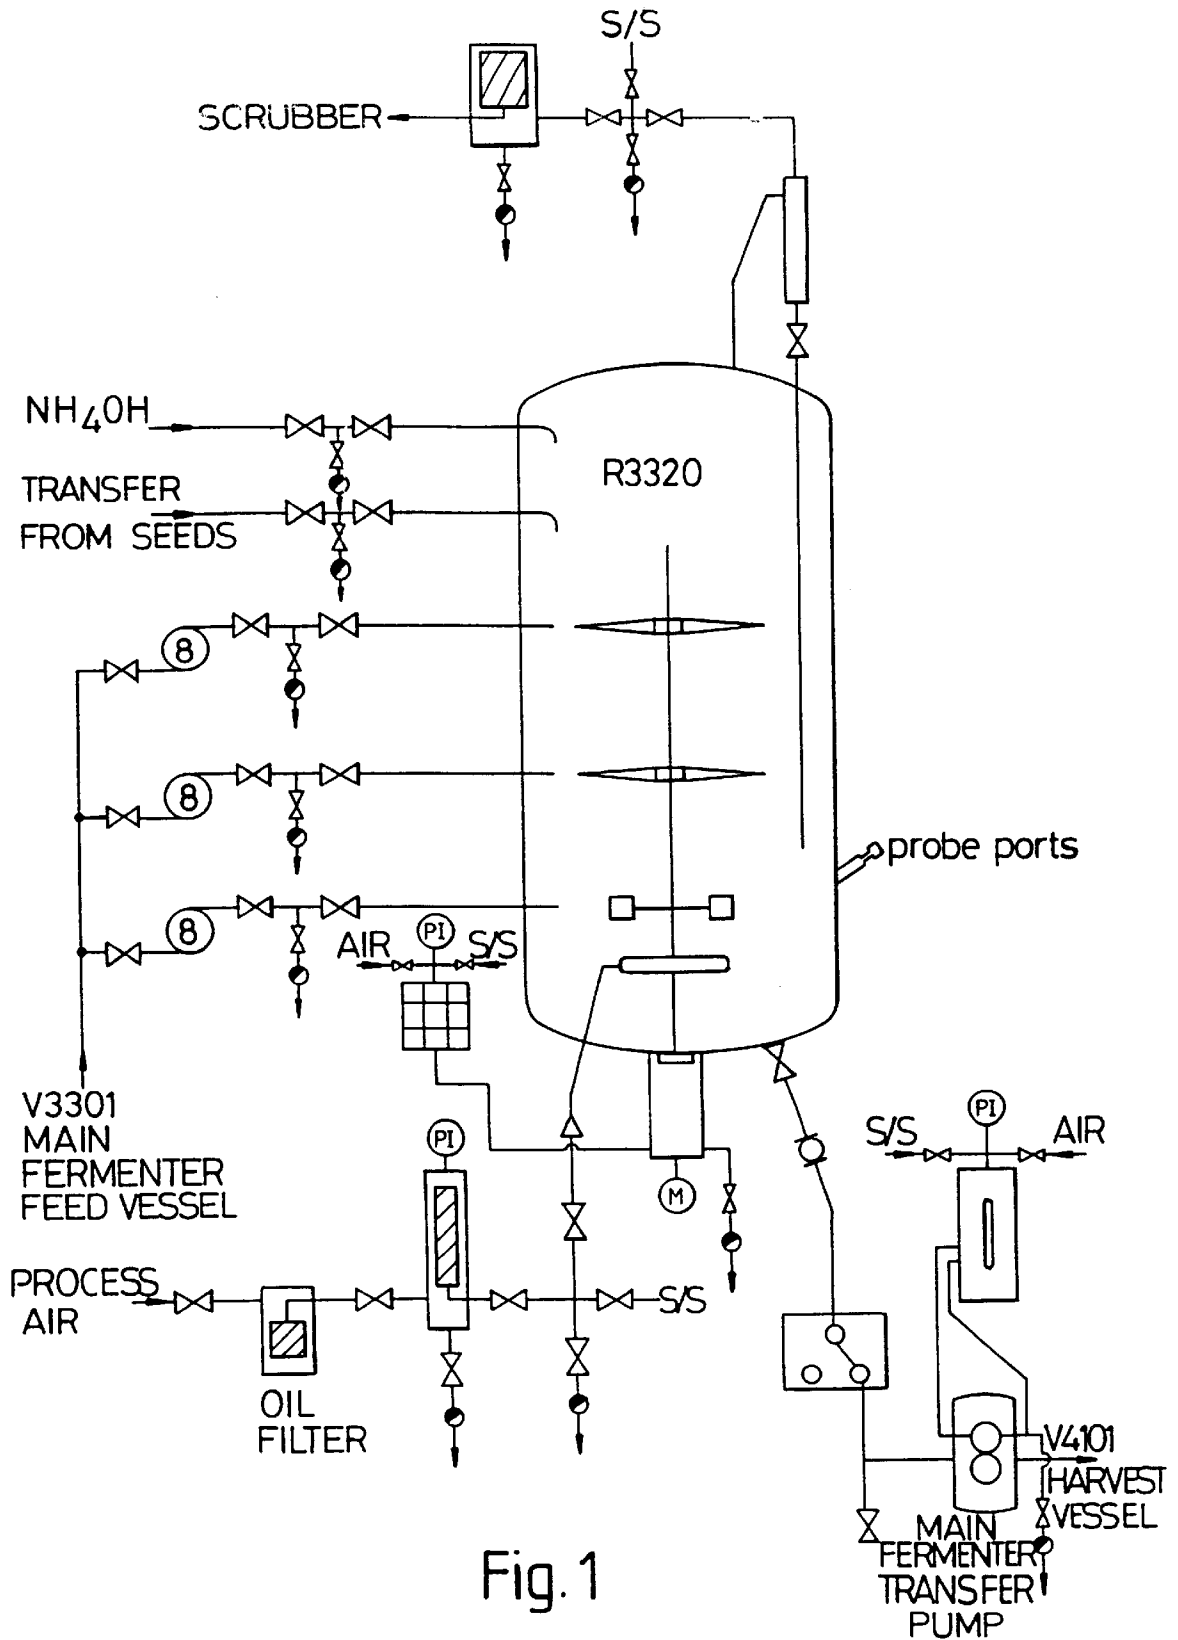 S/S
SCRUBBER
NH4OH
R3320
TRANSFER
FROM SEEDS
8
8
probe ports
8
PI
AIR
S/S
V3301
MAIN
FERMENTER
FEED VESSEL
PI
M
PI
S/S
AIR
PROCESS
AIR
S/S
OIL
FILTER
V4101
HARVEST
VESSEL
MAIN
FERMENTER
TRANSFER
PUMP
Fig. 1